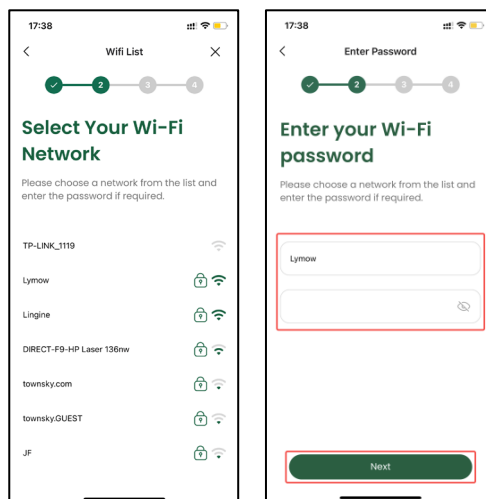 17:38
Wifi List
2
3
4
Select Your Wi-Fi
Network
Please choose a network from the list and
enter the password if required.
TP-LINK_1119
Lymow
Lingine
DIRECT-F9-HP Laser 136nw
townsky.com
townsky.GUEST
JF
17:38
Enter Password
2
3
4
Enter your Wi-Fi
password
Please choose a network from the list and
enter the password if required.
Lymow
Next